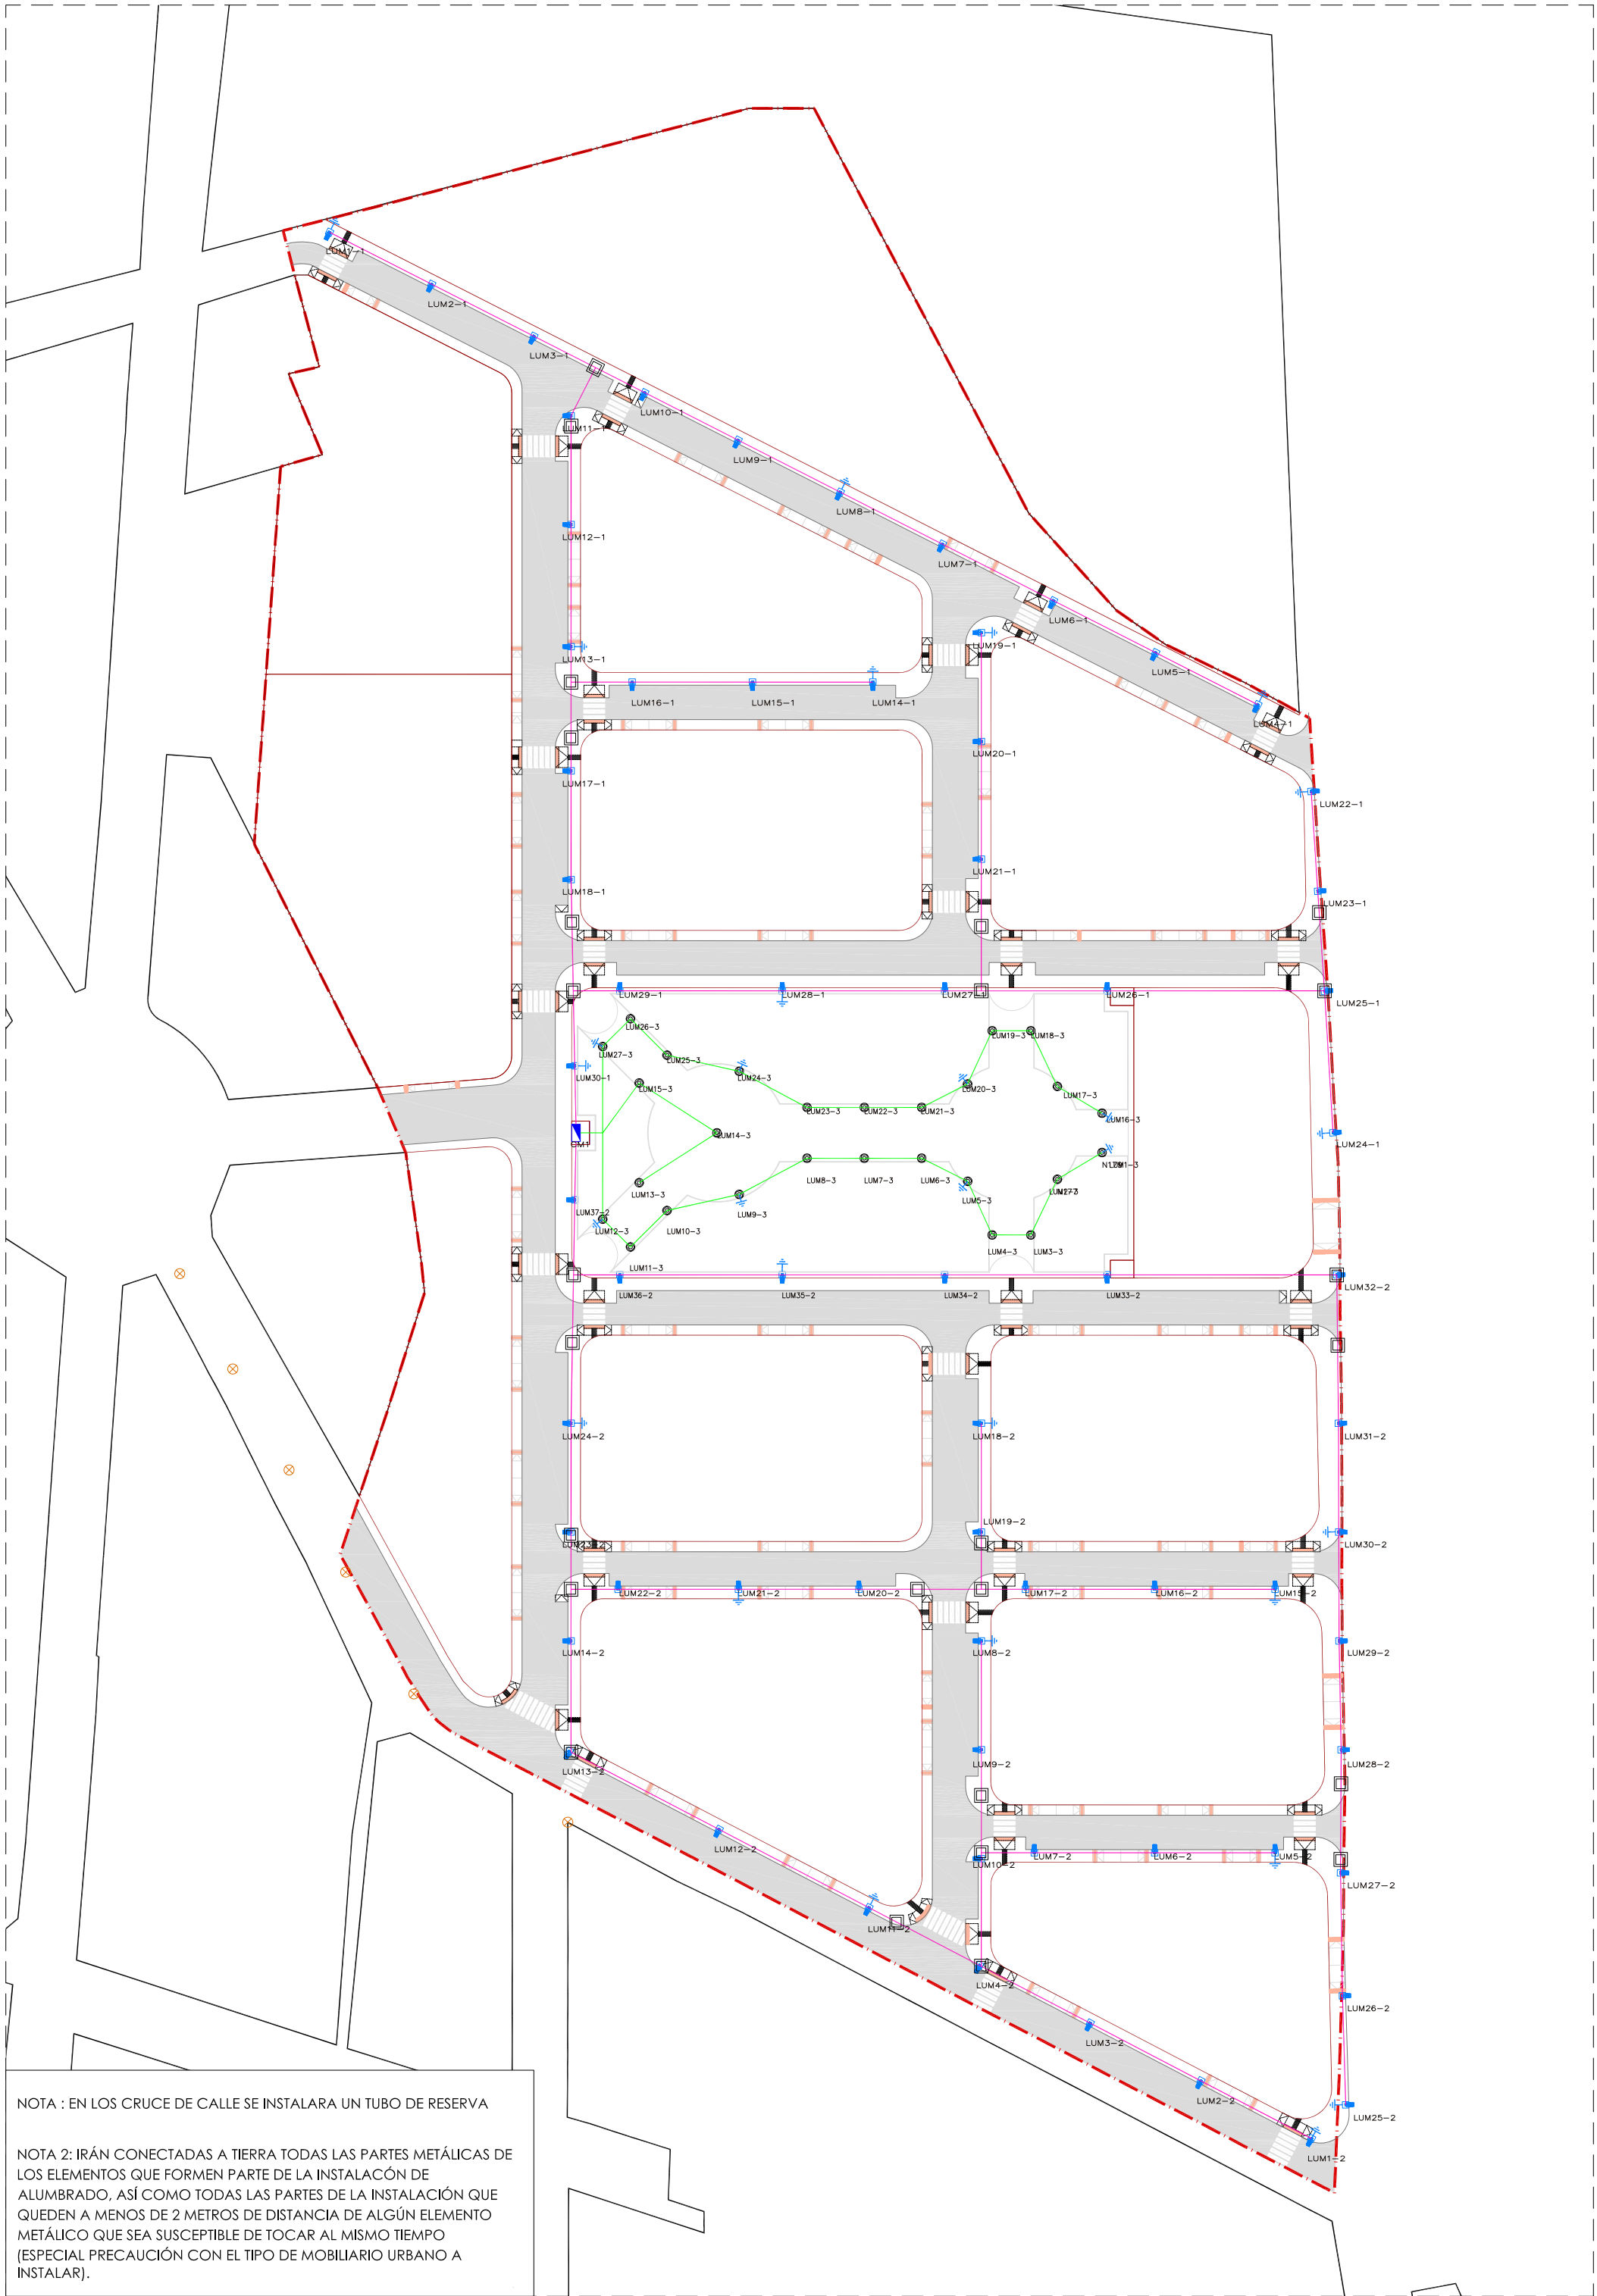 LUM1-1
LUM2-1
LUM3-1
LUM10-1
LUM11-1
LUM9-1
LUM8-1
LUM12-1
LUM7-1
LUM6-1
LUM19-1
LUM13-1
LUM5-1
LUM16-1
LUM15-1
LUM14-1
LUM4-1
LUM20-1
LUM17-1
LUM22-1
LUM21-1
LUM18-1
LUM23-1
LUM29-1
LUM28-1
LUM27-1
LUM26-1
LUM25-1
LUM26-3
LUM19-3
LUM18-3
LUM27-3
LUM25-3
LUM30-1
LUM24-3
LUM15-3
LUM20-3
LUM17-3
LUM23-3
LUM22-3
LUM21-3
LUM16-3
LUM14-3
CM1
LUM24-1
LUM1-3
LUM8-3
LUM7-3
LUM6-3
LUM13-3
LUM5-3
LUM37-2
LUM9-3
LUM12-3
LUM10-3
LUM4-3
LUM3-3
LUM11-3
LUM36-2
LUM35-2
LUM34-2
LUM33-2
LUM32-2
LUM24-2
LUM18-2
LUM31-2
LUM19-2
LUM23-2
LUM30-2
LUM22-2
LUM21-2
LUM20-2
LUM17-2
LUM16-2
LUM15-2
LUM14-2
LUM8-2
LUM29-2
LUM13-2
LUM9-2
LUM28-2
LUM12-2
LUM10-2
LUM7-2
LUM6-2
LUM5-2
LUM27-2
LUM11-2
LUM4-2
LUM26-2
LUM3-2
LUM2-2
LUM25-2
LUM1-2
NOTA : EN LOS CRUCE DE CALLE SE INSTALARA UN TUBO DE RESERVA
NOTA 2: IRÁN CONECTADAS A TIERRA TODAS LAS PARTES METÁLICAS DE
LOS ELEMENTOS QUE FORMEN PARTE DE LA INSTALACÓN DE
ALUMBRADO, ASÍ COMO TODAS LAS PARTES DE LA INSTALACIÓN QUE
QUEDEN A MENOS DE 2 METROS DE DISTANCIA DE ALGÚN ELEMENTO
METÁLICO QUE SEA SUSCEPTIBLE DE TOCAR AL MISMO TIEMPO
(ESPECIAL PRECAUCIÓN CON EL TIPO DE MOBILIARIO URBANO A
INSTALAR).